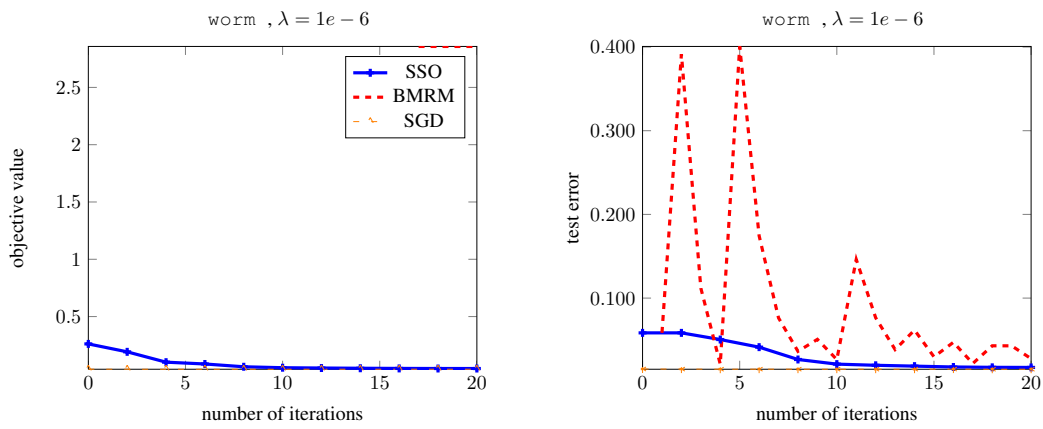 worm , λ = 1e − 6
objective value
2.5
2
1.5
1
0.5
0 5 10 15 20
number of iterations
SSO
BMRM
SGD
worm , λ = 1e − 6
test error
0.400
0.400
0.300
0.200
0.100
0 5 10 15 20
number of iterations